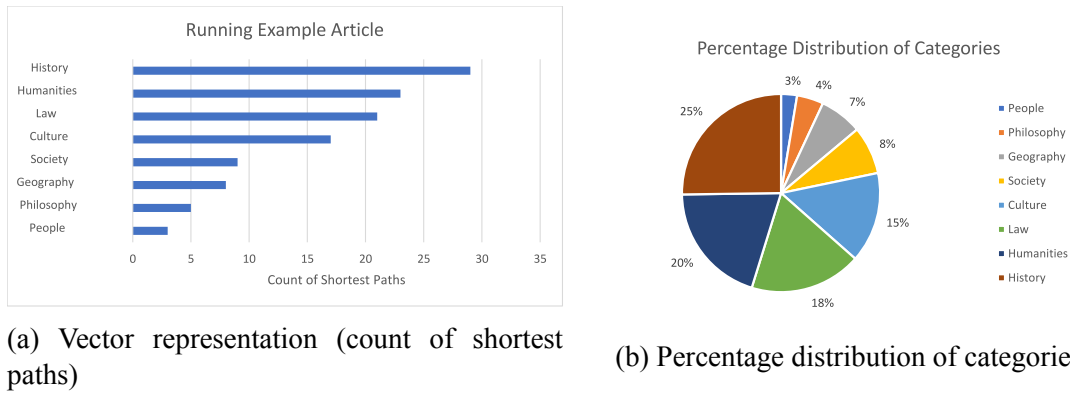 Running Example Article
History
Humanities
Law
Culture
Society
Geography
Philosophy
People
0 5 10 15 20 25 30 35
Count of Shortest Paths
(a) Vector representation (count of shortest
paths)
Percentage Distribution of Categories
3%
4%
7%
8%
15%
18%
20%
25%
People
Philosophy
Geography
Society
Culture
Law
Humanities
History
(b) Percentage distribution of categorie